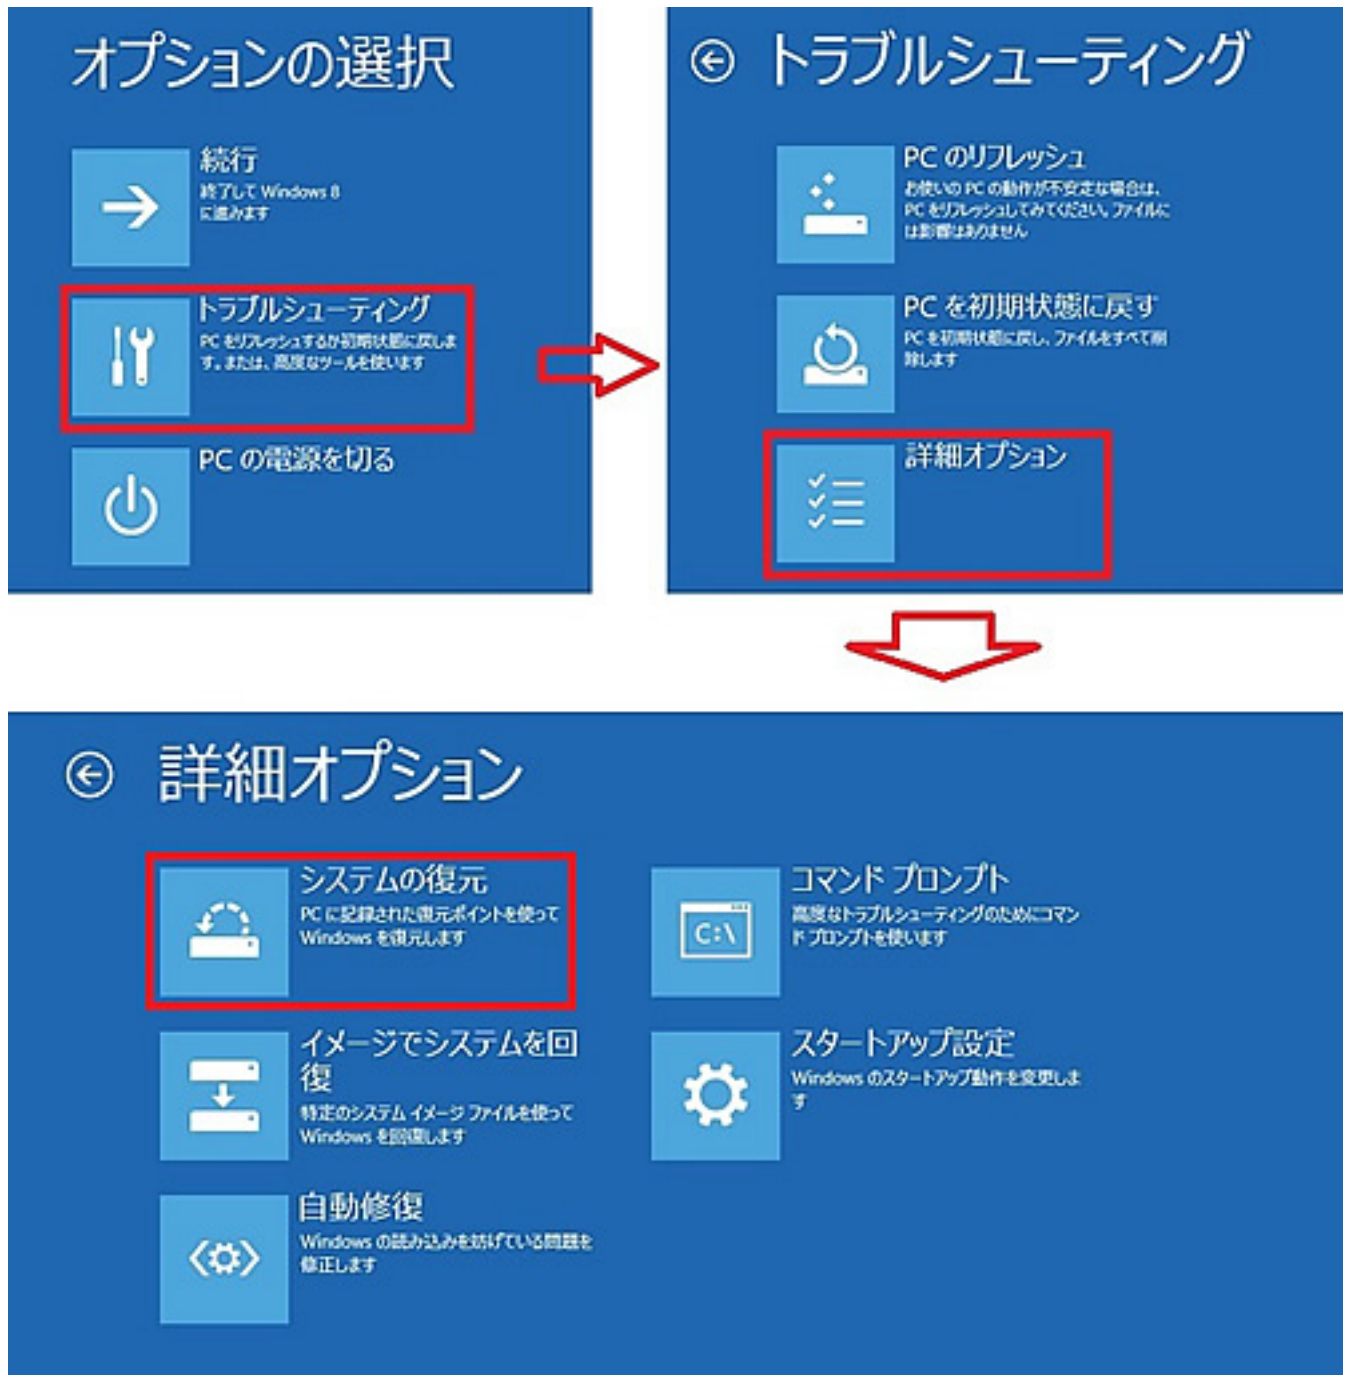 オプションの選択
続行
終了して Windows 8
に進みます
トラブルシューティング
PC をリフレッシュするか初期状態に戻しま
す。または、高度なツールを使います
PC の電源を切る
トラブルシューティング
PC のリフレッシュ
お使いの PC の動作が不安定な場合は、
PC をリフレッシュしてみてください。ファイルに
は影響はありません
PC を初期状態に戻す
PC を初期状態に戻し、ファイルをすべて削
除します
詳細オプション
詳細オプション
システムの復元
PC に記録された復元ポイントを使って
Windows を復元します
イメージでシステムを回
復
特定のシステム イメージ ファイルを使って
Windows を回復します
自動修復
Windows の読み込みを妨げている問題を
修正します
コマンド プロンプト
高度なトラブルシューティングのためにコマン
ド プロンプトを使います
C:\
スタートアップ設定
Windows のスタートアップ動作を変更しま
す